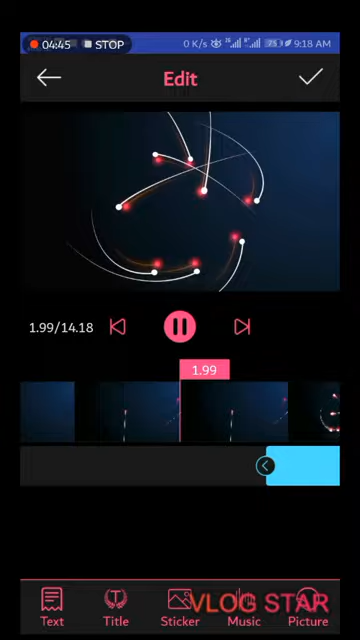 04:45 STOP 0 K/s 25 9:18 AM
Edit
1.99/14.18
1.99
VLOG STAR
Text Title Sticker Music Picture